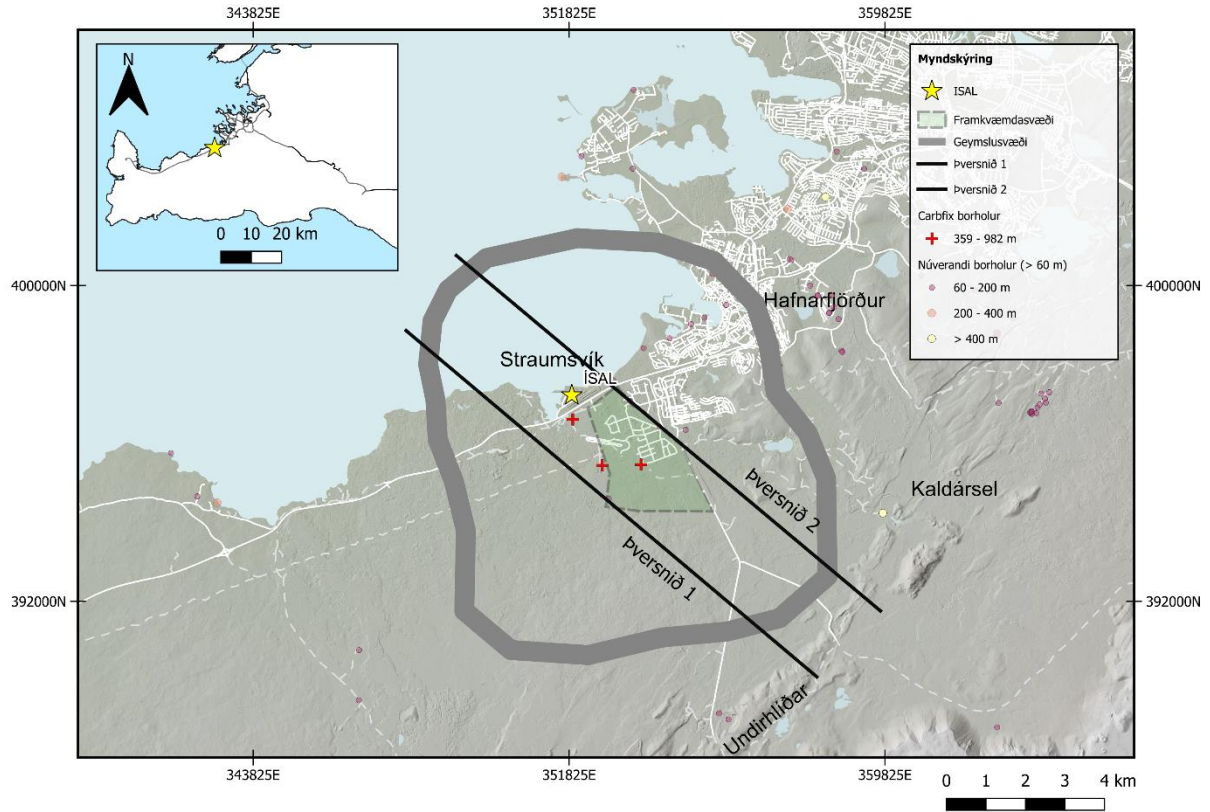 343825E
351825E
359825E
N
0 10 20 km
Myndskýring
ISAL
Framkvæmdasvæði
Geymslusvæði
Þversnið 1
Þversnið 2
Carbfix borholur
359 - 982 m
Núverandi borholur (> 60 m)
60 - 200 m
200 - 400 m
> 400 m
400000N
400000N
Hafnarfjörður
Straumsvík
ÍSAL
Kaldársel
Þversnið 2
Þversnið 1
392000N
392000N
Undirhlíðar
343825E
351825E
359825E
0 1 2 3 4 km